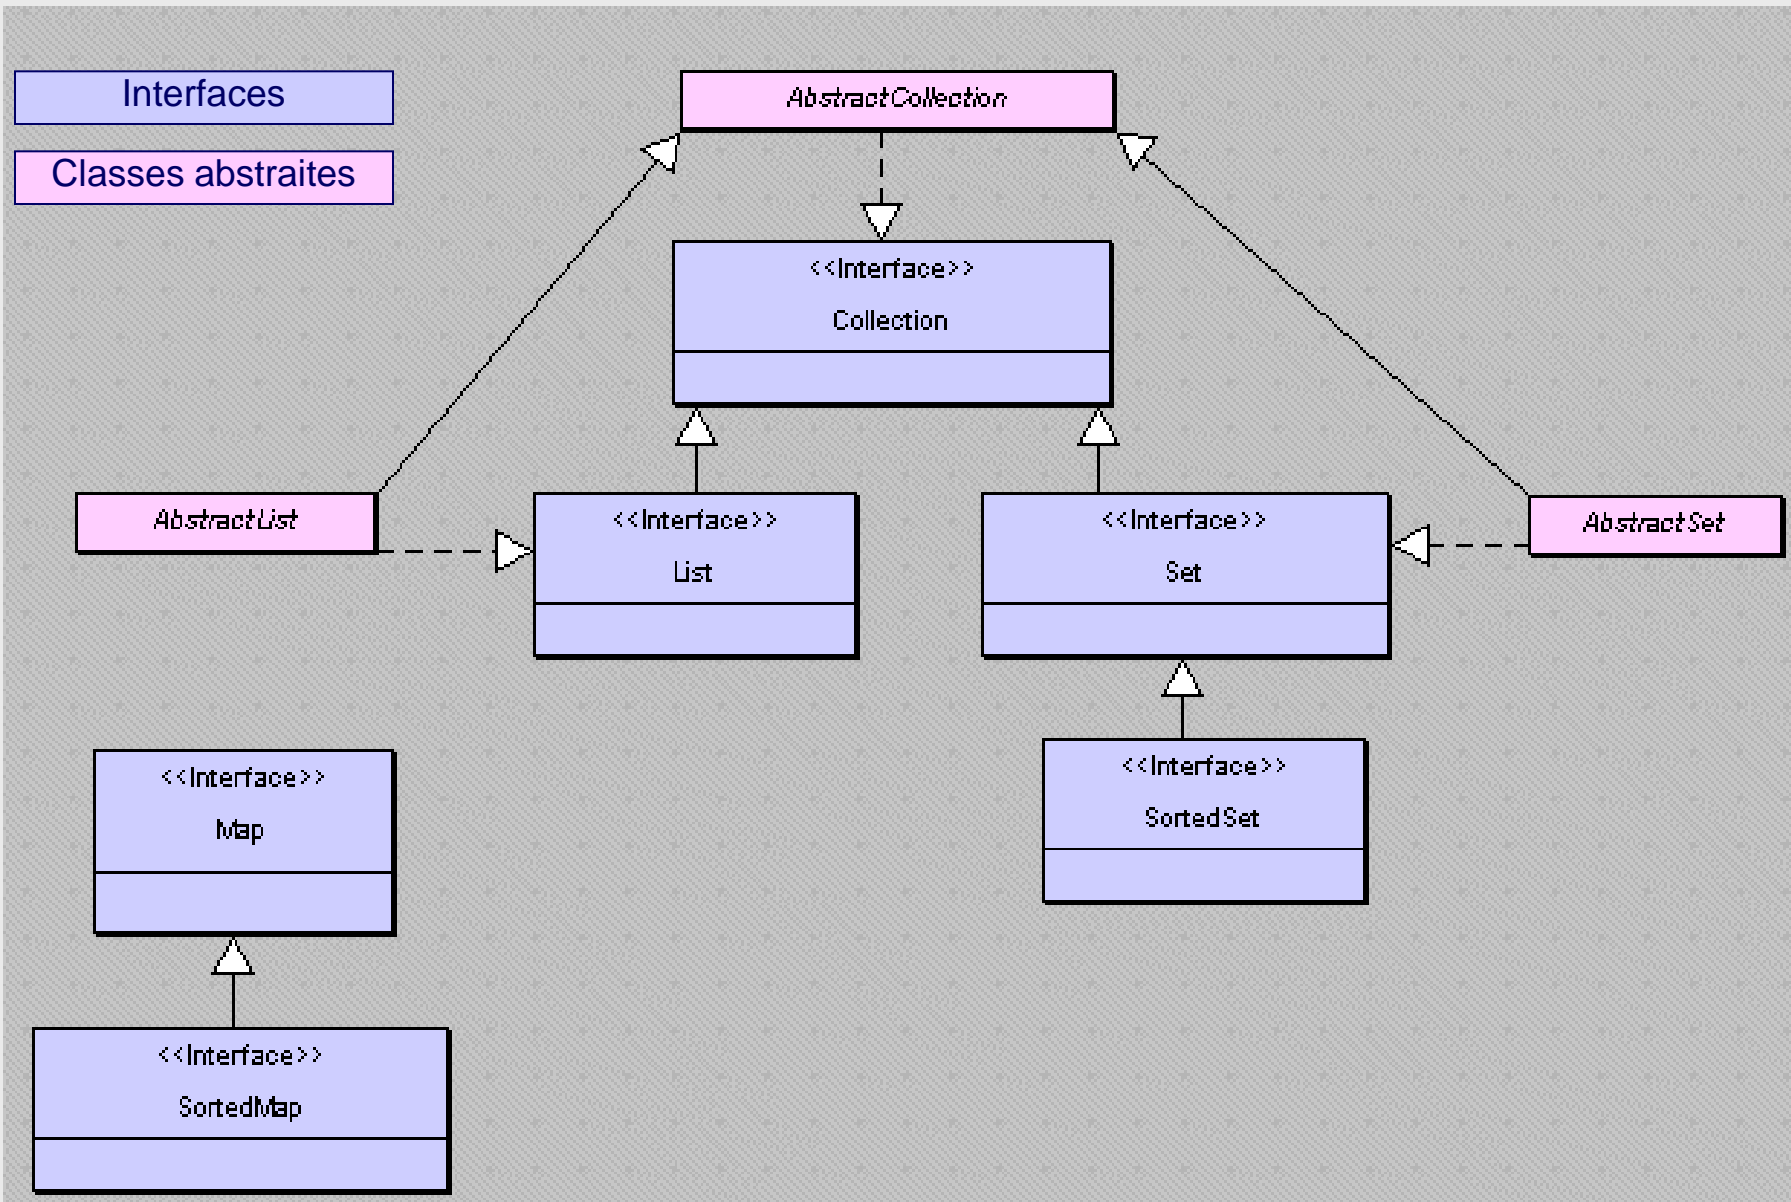 Interfaces
Classes abstraites
AbstractCollection
<<Interface>>
Collection
AbstractList
<<Interface>>
List
<<Interface>>
Set
AbstractSet
<<Interface>>
Map
<<Interface>>
SortedSet
<<Interface>>
SortedMap